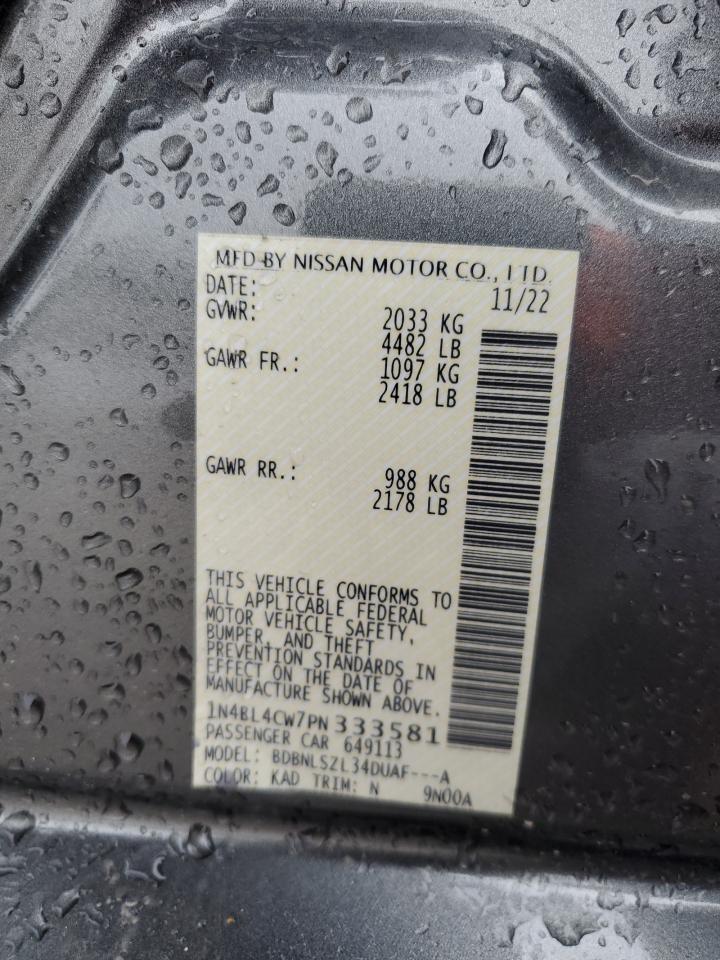 MFD BY NISSAN MOTOR CO., LTD.
DATE: 11/22
GVWR: 2033 KG
4482 LB
GAWR FR.: 1097 KG
2418 LB
GAWR RR.: 988 KG
2178 LB
THIS VEHICLE CONFORMS TO
ALL APPLICABLE FEDERAL
MOTOR VEHICLE SAFETY,
BUMPER, AND THEFT
PREVENTION STANDARDS IN
EFFECT ON THE DATE OF
MANUFACTURE SHOWN ABOVE.
1N4BL4CW7PN333581
PASSENGER CAR 649113
MODEL: BDBNLSZL34DUAF---A
COLOR: KAD TRIM: N 9N00A